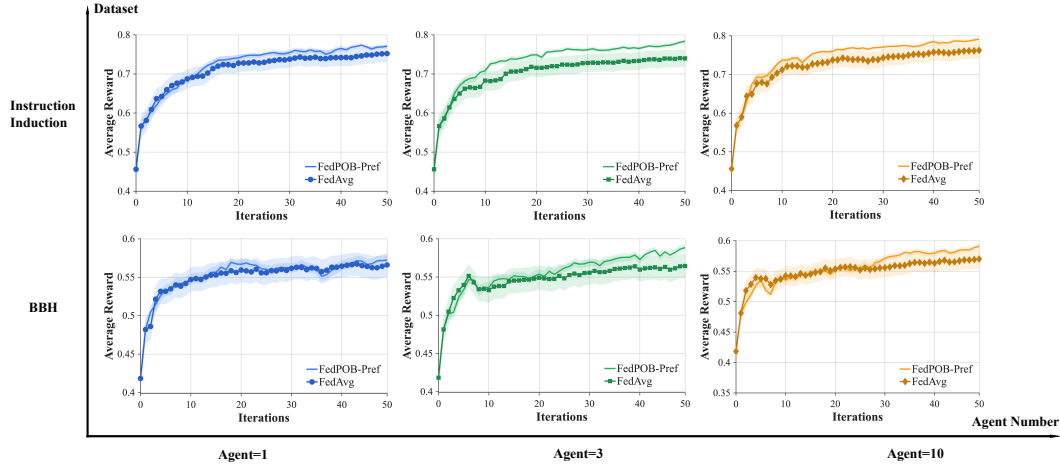 Dataset
Instruction
Induction
Average Reward
0.8
0.7
0.6
0.5
0.4
0 10 20 30 40 50
Iterations
FedPOB-Pref
FedAvg
Average Reward
0.8
0.7
0.6
0.5
0.4
0 10 20 30 40 50
Iterations
FedPOB-Pref
FedAvg
Average Reward
0.8
0.7
0.6
0.5
0.4
0 10 20 30 40 50
Iterations
FedPOB-Pref
FedAvg
BBH
Average Reward
0.6
0.55
0.5
0.45
0.4
0 10 20 30 40 50
Iterations
FedPOB-Pref
FedAvg
Average Reward
0.6
0.55
0.5
0.45
0.4
0 10 20 30 40 50
Iterations
FedPOB-Pref
FedAvg
Average Reward
0.6
0.55
0.5
0.45
0.4
0.35
0 10 20 30 40 50
Iterations
FedPOB-Pref
FedAvg
Agent Number
Agent=1
Agent=3
Agent=10